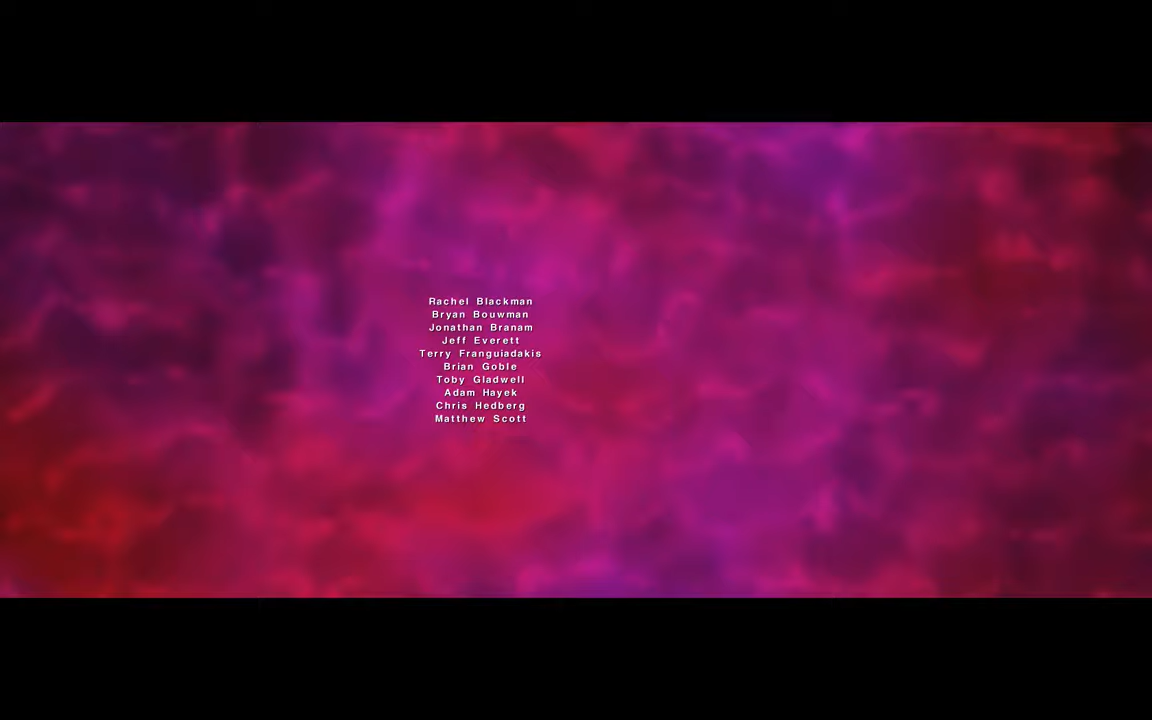 Rachel Blackman
Bryan Bouwman
Jonathan Branam
Jeff Everett
Terry Franguiadakis
Brian Goble
Toby Gladwell
Adam Hayek
Chris Hedberg
Matthew Scott